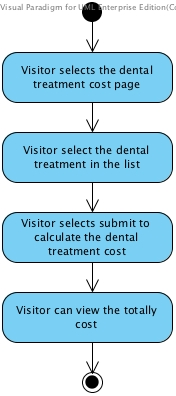 Visual Paradigm for UML Enterprise Edition(Co
Visitor selects the dental
treatment cost page
Visitor select the dental
treatment in the list
Visitor selects submit to
calculate the dental
treatment cost
Visitor can view the totally
cost